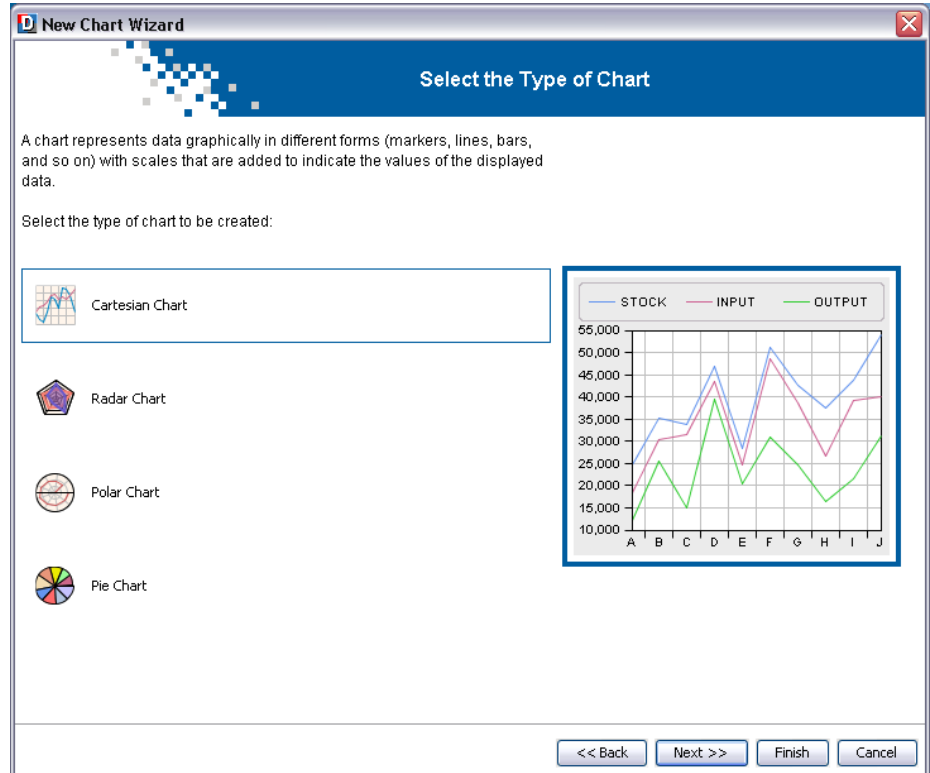 New Chart Wizard
Select the Type of Chart
A chart represents data graphically in different forms (markers, lines, bars,
and so on) with scales that are added to indicate the values of the displayed
data.
Select the type of chart to be created:
Cartesian Chart
Radar Chart
Polar Chart
Pie Chart
STOCK INPUT OUTPUT
55,000
50,000
45,000
40,000
35,000
30,000
25,000
20,000
15,000
10,000
A B C D E F G H I J
<< Back Next >> Finish Cancel